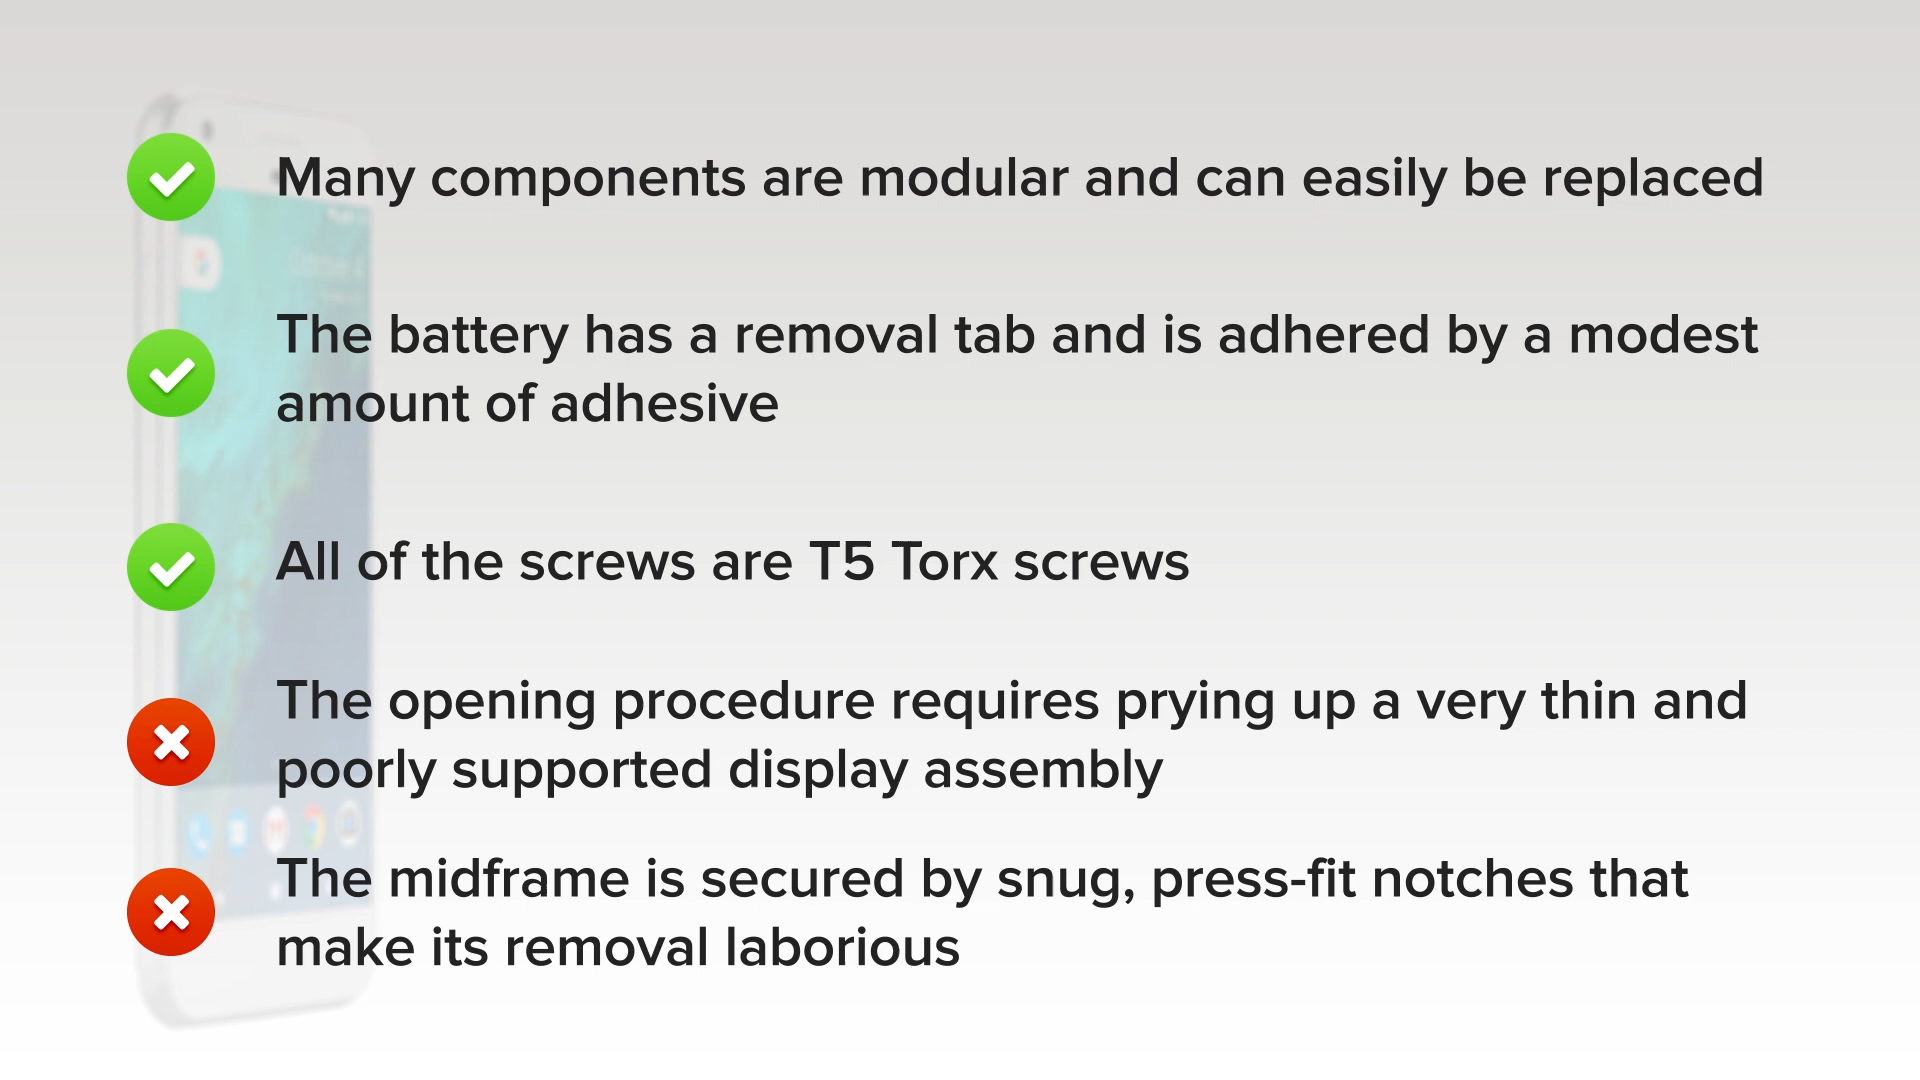 Many components are modular and can easily be replaced
The battery has a removal tab and is adhered by a modest
amount of adhesive
All of the screws are T5 Torx screws
The opening procedure requires prying up a very thin and
poorly supported display assembly
The midframe is secured by snug, press-fit notches that
make its removal laborious